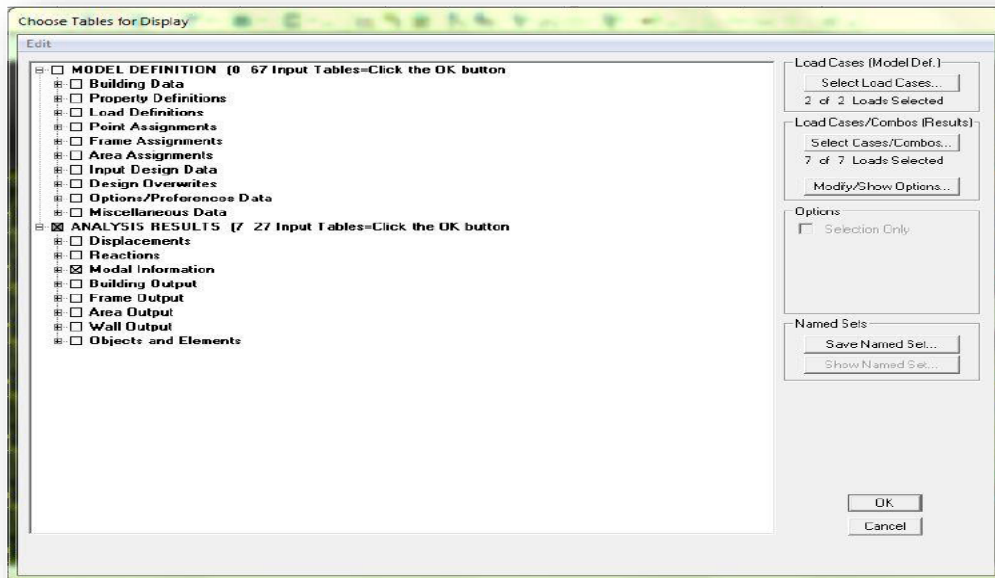 Choose Tables for Display
Edit
MODEL DEFINITION (0 67 Input Tables=Click the OK button
Building Data
Property Definitions
Load Definitions
Point Assignments
Frame Assignments
Area Assignments
Input Design Data
Design Overwrites
Options/Preferences Data
Miscellaneous Data
ANALYSIS RESULTS (7 27 Input Tables=Click the OK button
Displacements
Reactions
Modal Information
Building Output
Frame Output
Area Output
Wall Output
Objects and Elements
Load Cases (Model Def.)
Select Load Cases...
2 of 2 Loads Selected
Load Cases/Combos (Results)
Select Cases/Combos...
7 of 7 Loads Selected
Modify/Show Options...
Options
Selection Only
Named Sets
Save Named Set...
Show Named Set...
OK
Cancel